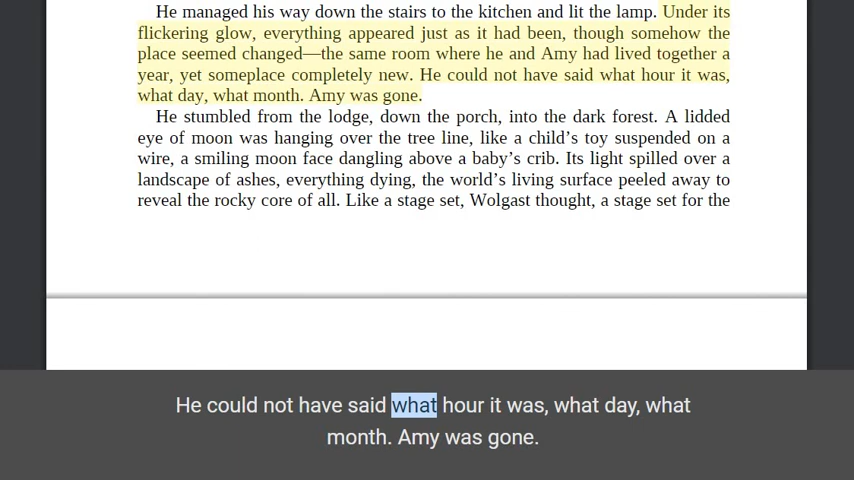 He managed his way down the stairs to the kitchen and lit the lamp. Under its
flickering glow, everything appeared just as it had been, though somehow the
place seemed changed—the same room where he and Amy had lived together a
year, yet someplace completely new. He could not have said what hour it was,
what day, what month. Amy was gone.
He stumbled from the lodge, down the porch, into the dark forest. A lidded
eye of moon was hanging over the tree line, like a child’s toy suspended on a
wire, a smiling moon face dangling above a baby’s crib. Its light spilled over a
landscape of ashes, everything dying, the world’s living surface peeled away to
reveal the rocky core of all. Like a stage set, Wolgast thought, a stage set for the
He could not have said what hour it was, what day, what
month. Amy was gone.